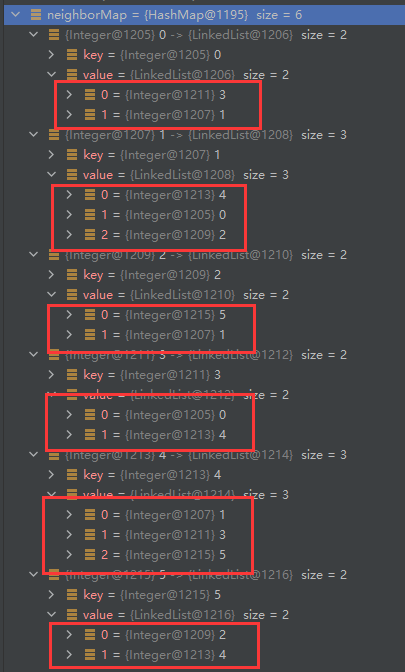 neighborMap = {HashMap@1195} size = 6
{Integer@1205} 0 -> {LinkedList@1206} size = 2
key = {Integer@1205} 0
value = {LinkedList@1206} size = 2
0 = {Integer@1211} 3
1 = {Integer@1207} 1
{Integer@1207} 1 -> {LinkedList@1208} size = 3
key = {Integer@1207} 1
value = {LinkedList@1208} size = 3
0 = {Integer@1213} 4
1 = {Integer@1205} 0
2 = {Integer@1209} 2
{Integer@1209} 2 -> {LinkedList@1210} size = 2
key = {Integer@1209} 2
value = {LinkedList@1210} size = 2
0 = {Integer@1215} 5
1 = {Integer@1207} 1
{Integer@1211} 3 -> {LinkedList@1212} size = 2
key = {Integer@1211} 3
value = {LinkedList@1212} size = 2
0 = {Integer@1205} 0
1 = {Integer@1213} 4
{Integer@1213} 4 -> {LinkedList@1214} size = 3
key = {Integer@1213} 4
value = {LinkedList@1214} size = 3
0 = {Integer@1207} 1
1 = {Integer@1211} 3
2 = {Integer@1215} 5
{Integer@1215} 5 -> {LinkedList@1216} size = 2
key = {Integer@1215} 5
value = {LinkedList@1216} size = 2
0 = {Integer@1209} 2
1 = {Integer@1213} 4